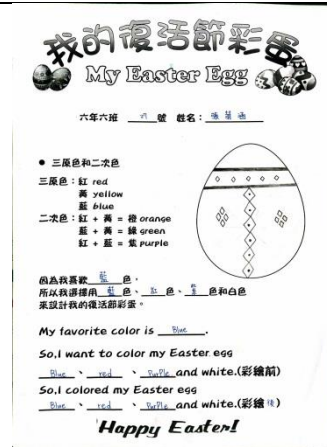 我的復活節彩蛋
My Easter Egg
六年六班 六 號 姓名：
● 三原色和二次色
三原色：紅 red
黃 yellow
藍 blue
二次色：紅 + 黃 = 橙 orange
藍 + 黃 = 綠 green
紅 + 藍 = 紫 purple
因為我喜歡 藍 色，
所以我選擇用 藍 色、 紅 色、 紫 色和白色
來設計我的復活節彩蛋。
My favorite color is Blue .
So,I want to color my Easter egg
Blue 、 red 、 PurPle and white.(彩繪前)
So,I colored my Easter egg
Blue 、 red 、 PurPle and white.(彩繪後)
Happy Easter!